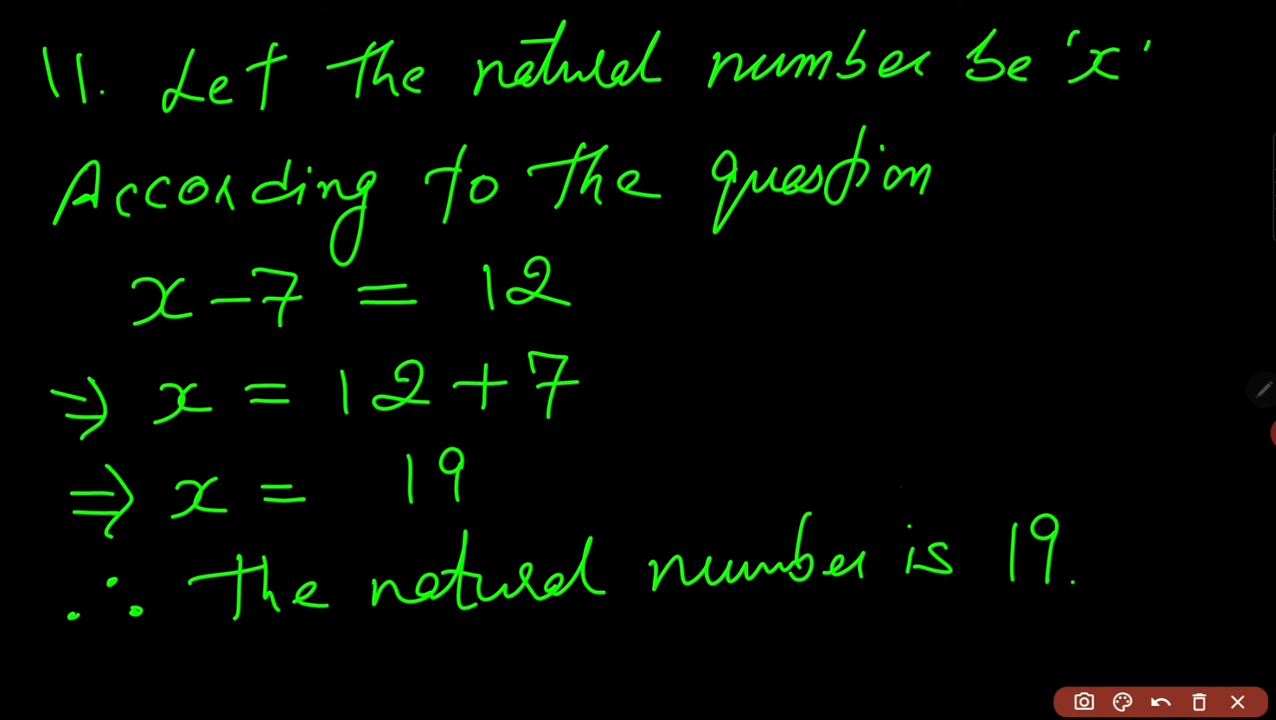 11. Let the natural number be 'x'
According to the question
x - 7 = 12
⇒ x = 12 + 7
⇒ x = 19
∴ The natural number is 19.